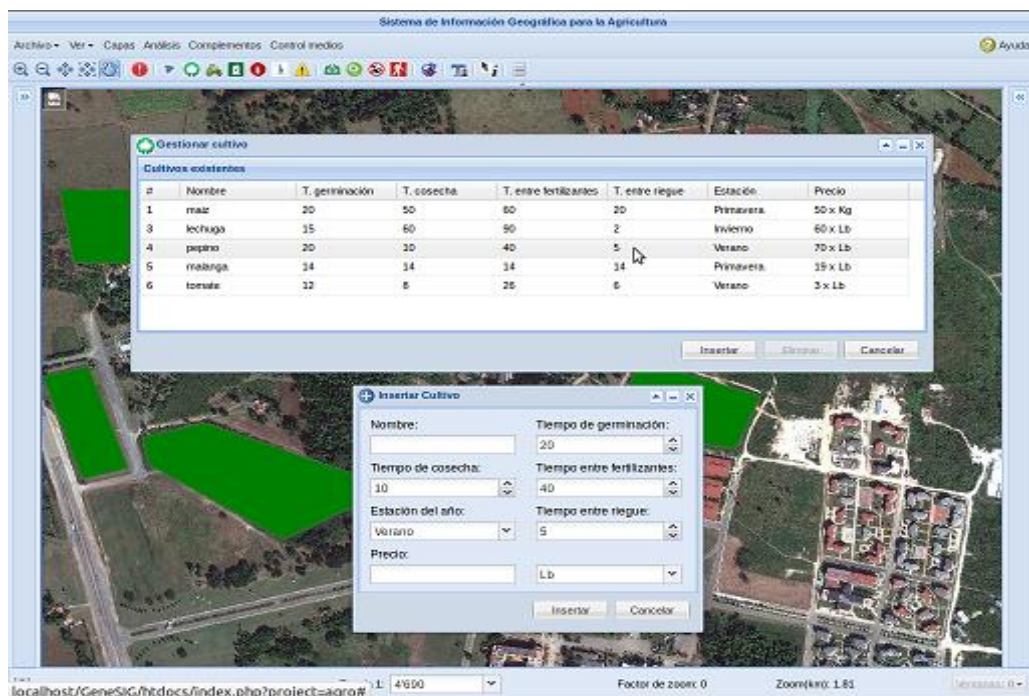 Sistema de Información Geográfica para la Agricultura
Archivo Ver Capas Análisis Complementos Control medios Ayuda
Gestionar cultivo
Cultivos existentes
# Nombre T. germinación T. cosecha T. entre fertilizantes T. entre riegue Estación Precio
1 maiz 20 50 60 20 Primavera 50 x Kg
3 lechuga 15 60 90 2 Invierno 60 x Lb
4 pepino 20 10 40 5 Verano 70 x Lb
5 malanga 14 14 14 14 Primavera 19 x Lb
6 tomate 12 8 26 6 Verano 3 x Lb
Insertar Eliminar Cancelar
Insertar Cultivo
Nombre: Tiempo de germinación:
20
Tiempo de cosecha: Tiempo entre fertilizantes:
10 40
Estación del año: Tiempo entre riegue:
Verano 5
Precio:
Lb
Insertar Cancelar
1: 4'690 Factor de zoom: 0 Zoom(km): 1.81 Ventanas: 0
localhost/GeneSIG/htdocs/index.php?project=agro#